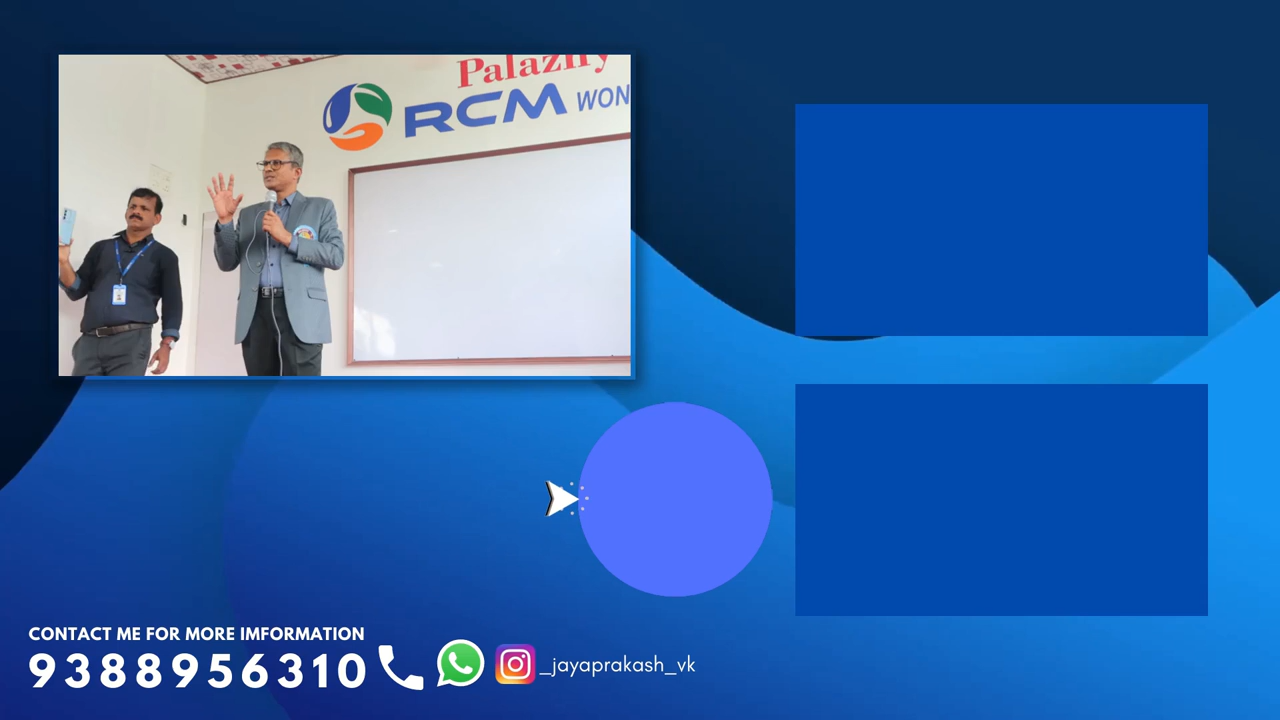 Palazhy
RCM WON
CONTACT ME FOR MORE IMFORMATION
9388956310
_jayaprakash_vk